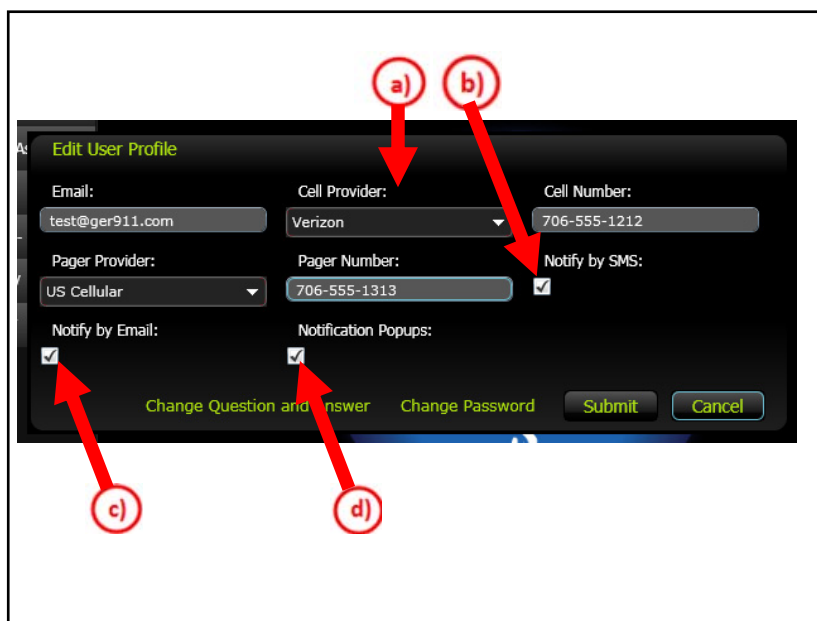 a) b)
Edit User Profile
Email: Cell Provider: Cell Number:
test@ger911.com Verizon 706-555-1212
Pager Provider: Pager Number: Notify by SMS:
US Cellular 706-555-1313
Notify by Email: Notification Popups:
Change Question and Answer Change Password Submit Cancel
c) d)